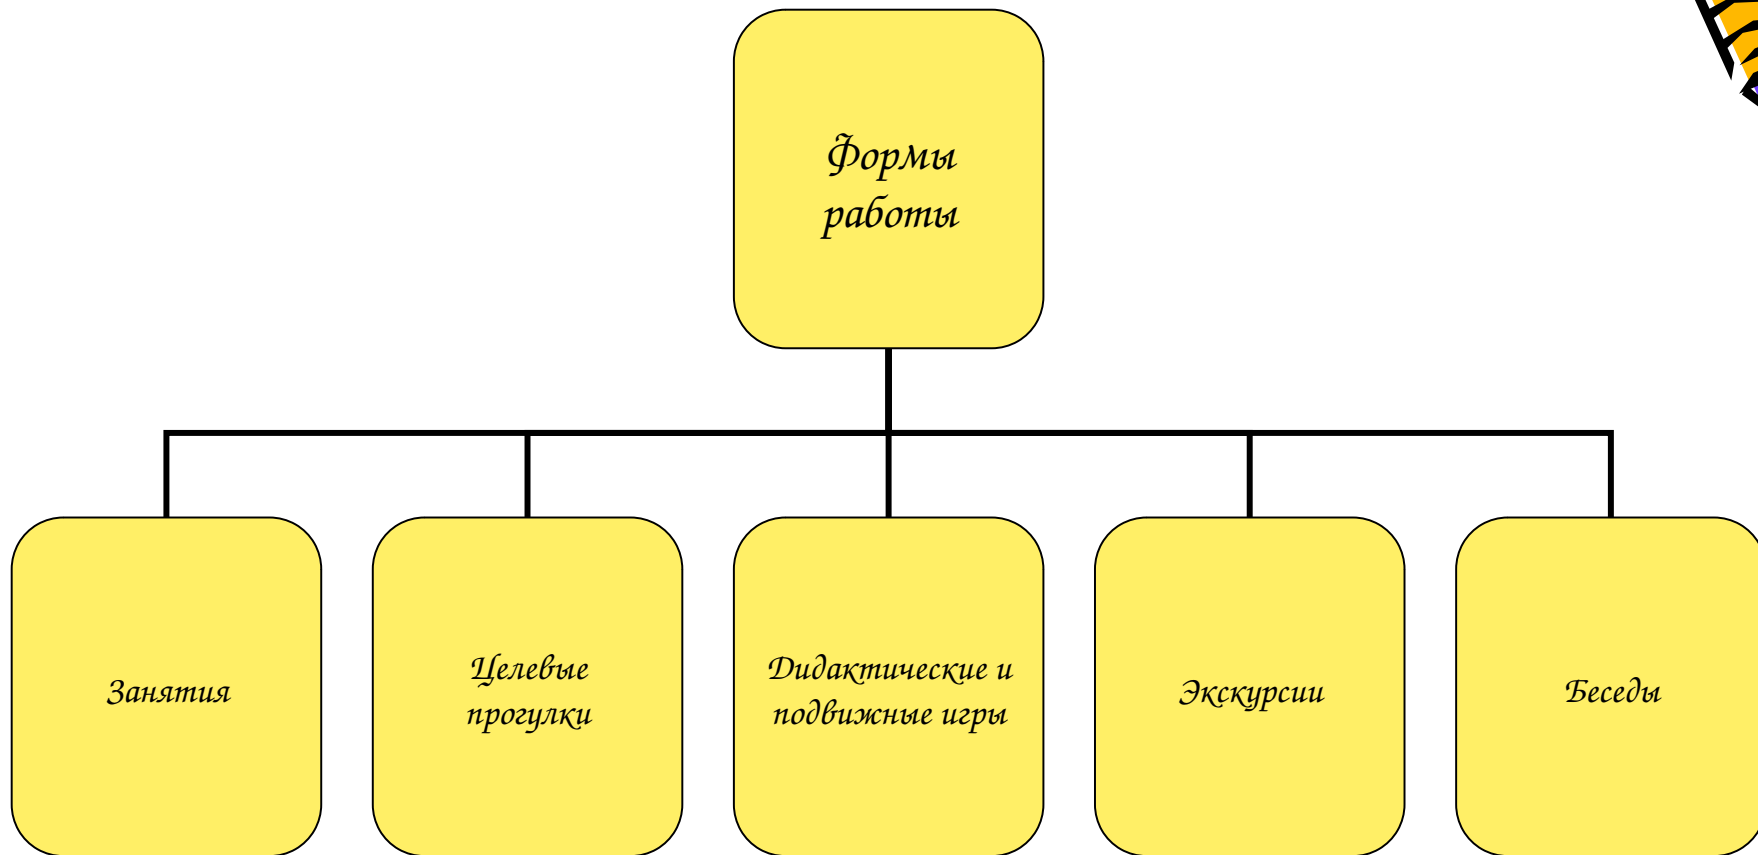 Формы
работы
Занятия
Целевые
прогулки
Дидактические и
подвижные игры
Экскурсии
Беседы